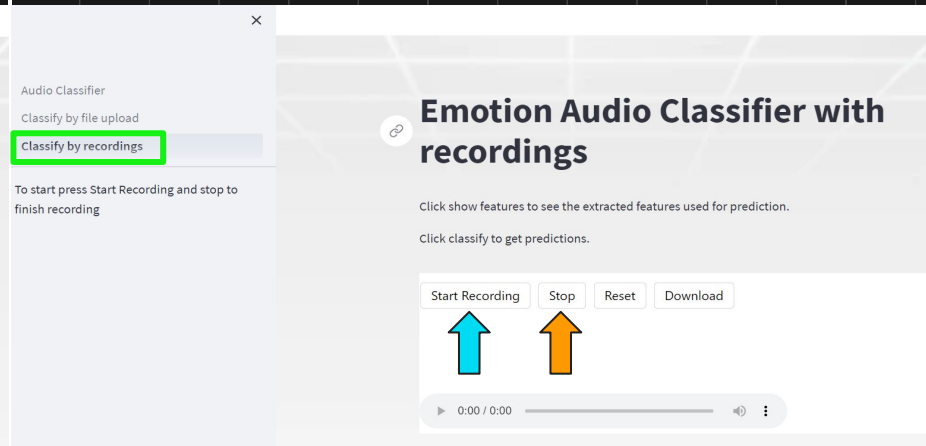 Audio Classifier
Classify by file upload
Classify by recordings
To start press Start Recording and stop to
finish recording
Emotion Audio Classifier with
recordings
Click show features to see the extracted features used for prediction.
Click classify to get predictions.
Start Recording Stop Reset Download
0:00 / 0:00